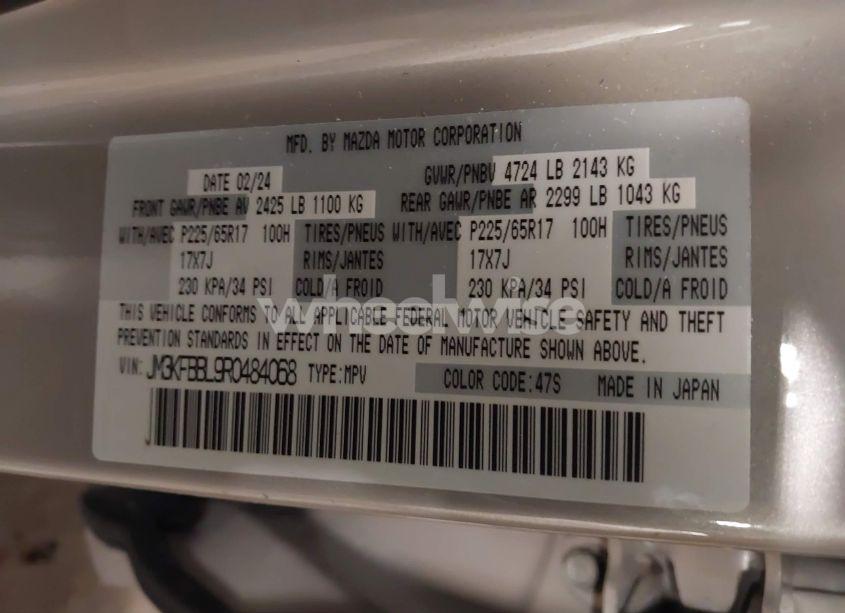 MFD. BY MAZDA MOTOR CORPORATION
DATE 02/24 GVWR/PNBV 4724 LB 2143 KG
FRONT GAWR/PNBE AV 2425 LB 1100 KG REAR GAWR/PNBE AR 2299 LB 1043 KG
WITH/AVEC P225/65R17 100H TIRES/PNEUS WITH/AVEC P225/65R17 100H TIRES/PNEUS
17X7J RIMS/JANTES 17X7J RIMS/JANTES
230 KPA/34 PSI COLD/A FROID 230 KPA/34 PSI COLD/A FROID
wheelwire
THIS VEHICLE CONFORMS TO ALL APPLICABLE FEDERAL MOTOR VEHICLE SAFETY AND THEFT
PREVENTION STANDARDS IN EFFECT ON THE DATE OF MANUFACTURE SHOWN ABOVE.
VIN: JM3KFBBL9R0484068 TYPE:MPV COLOR CODE:47S MADE IN JAPAN